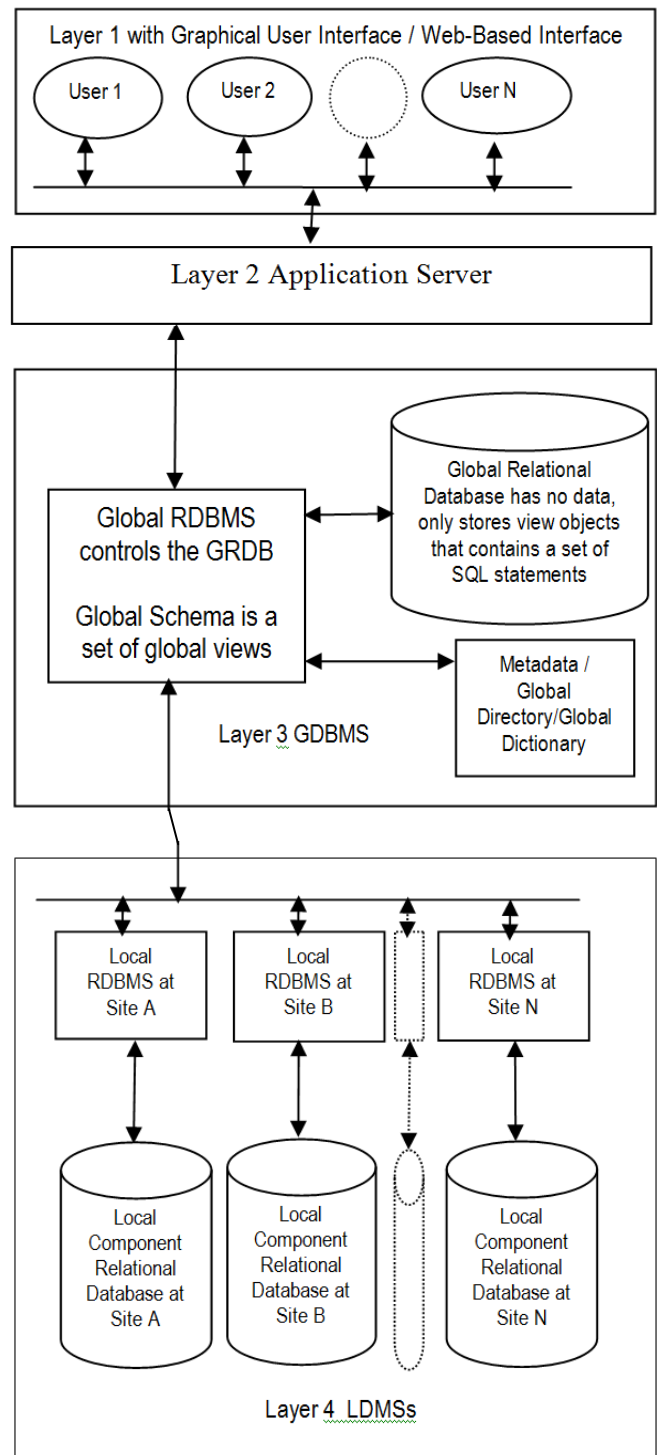 Layer 1 with Graphical User Interface / Web-Based Interface
User 1
User 2
User N
Layer 2 Application Server
Global RDBMS
controls the GRDB
Global Schema is a
set of global views
Global Relational
Database has no data,
only stores view objects
that contains a set of
SQL statements
Metadata /
Global
Directory/Global
Dictionary
Layer 3 GDBMS
Local
RDBMS at
Site A
Local
RDBMS at
Site B
Local
RDBMS at
Site N
Local
Component
Relational
Database at
Site A
Local
Component
Relational
Database at
Site B
Local
Component
Relational
Database at
Site N
Layer 4 LDMSs